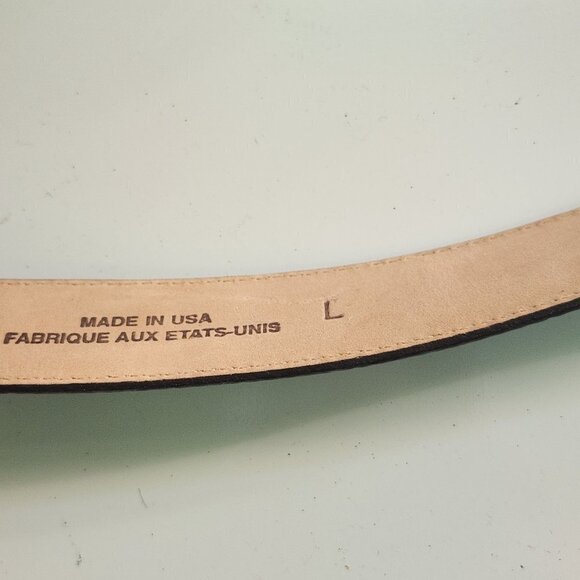 MADE IN USA
FABRIQUE AUX ETATS-UNIS
L